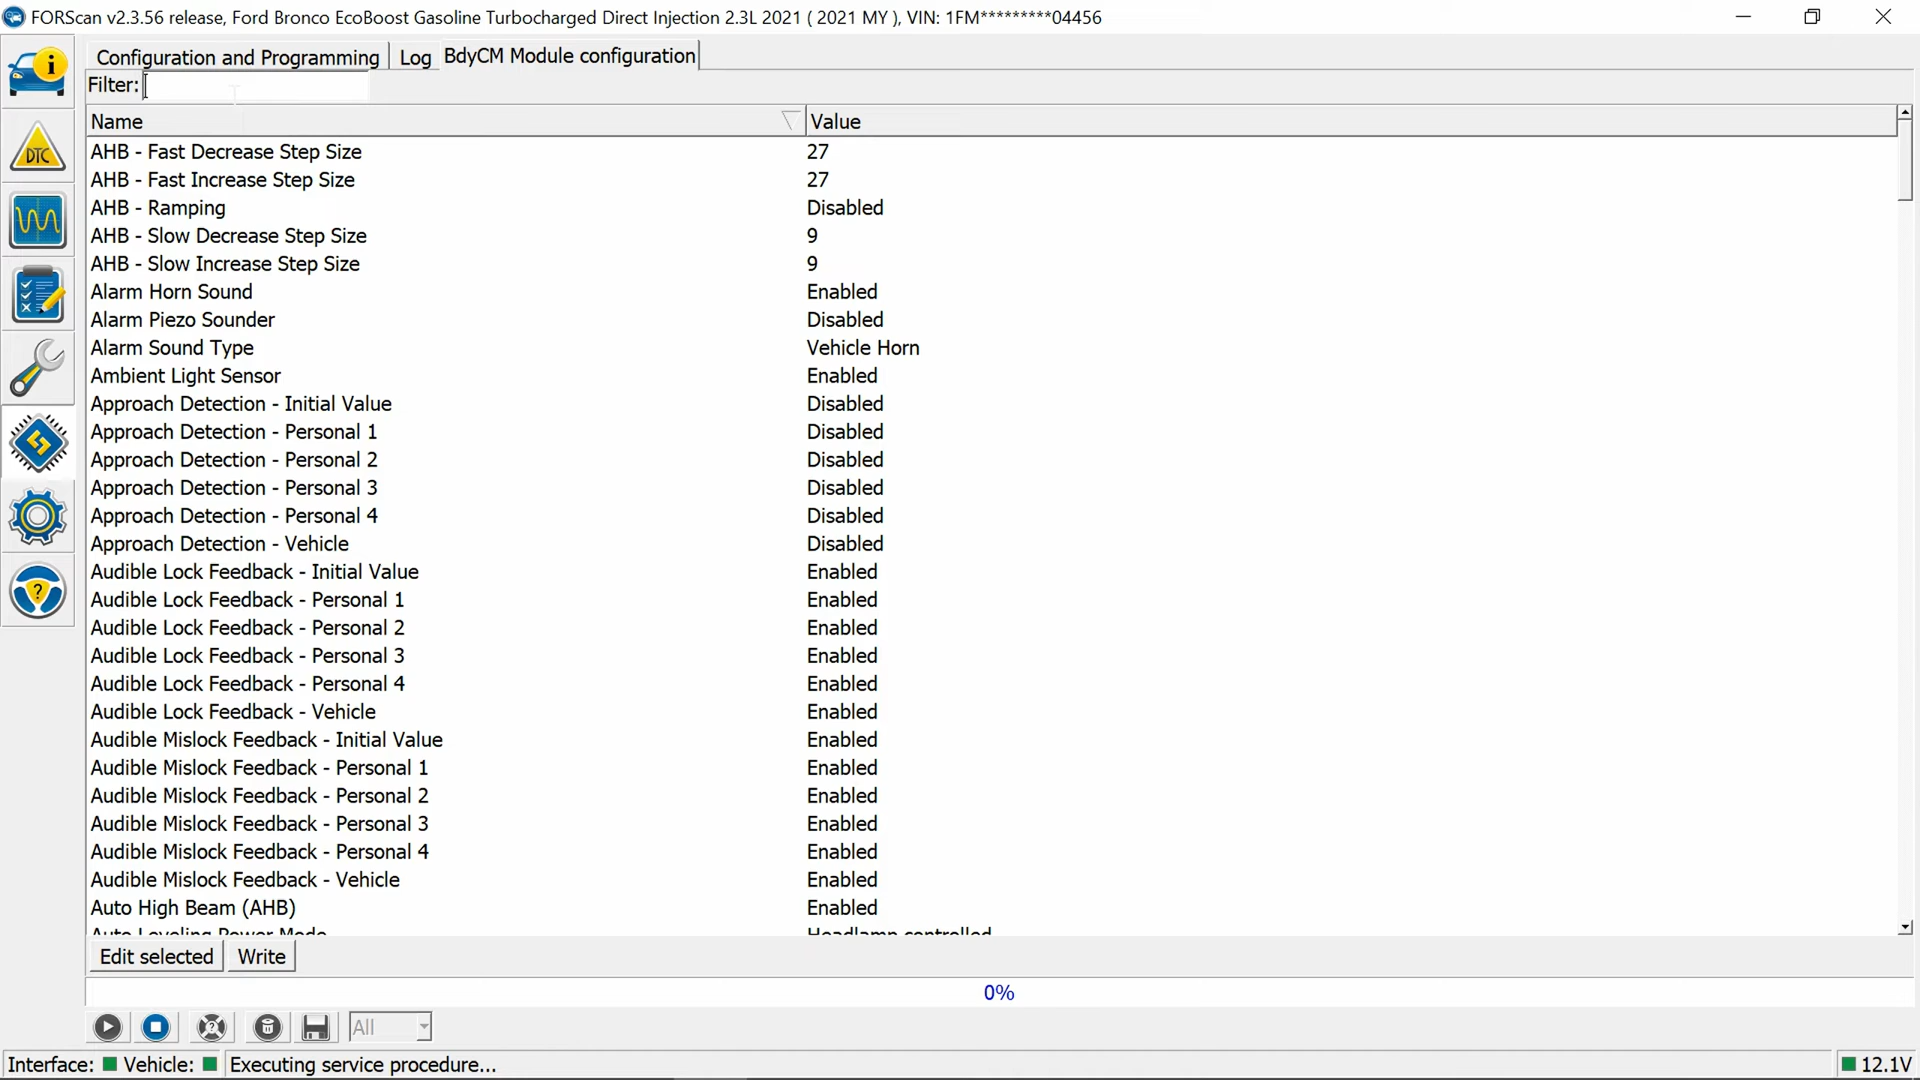 FORScan v2.3.56 release, Ford Bronco EcoBoost Gasoline Turbocharged Direct Injection 2.3L 2021 ( 2021 MY ), VIN: 1FM*********04456
Configuration and Programming Log BdyCM Module configuration
Filter:
Name Value
AHB - Fast Decrease Step Size 27
AHB - Fast Increase Step Size 27
AHB - Ramping Disabled
AHB - Slow Decrease Step Size 9
AHB - Slow Increase Step Size 9
Alarm Horn Sound Enabled
Alarm Piezo Sounder Disabled
Alarm Sound Type Vehicle Horn
Ambient Light Sensor Enabled
Approach Detection - Initial Value Disabled
Approach Detection - Personal 1 Disabled
Approach Detection - Personal 2 Disabled
Approach Detection - Personal 3 Disabled
Approach Detection - Personal 4 Disabled
Approach Detection - Vehicle Disabled
Audible Lock Feedback - Initial Value Enabled
Audible Lock Feedback - Personal 1 Enabled
Audible Lock Feedback - Personal 2 Enabled
Audible Lock Feedback - Personal 3 Enabled
Audible Lock Feedback - Personal 4 Enabled
Audible Lock Feedback - Vehicle Enabled
Audible Mislock Feedback - Initial Value Enabled
Audible Mislock Feedback - Personal 1 Enabled
Audible Mislock Feedback - Personal 2 Enabled
Audible Mislock Feedback - Personal 3 Enabled
Audible Mislock Feedback - Personal 4 Enabled
Audible Mislock Feedback - Vehicle Enabled
Auto High Beam (AHB) Enabled
Auto Leveling Power Mode Headlamp controlled
Edit selected Write
0%
All
Interface: Vehicle: Executing service procedure... 12.1V
DTC